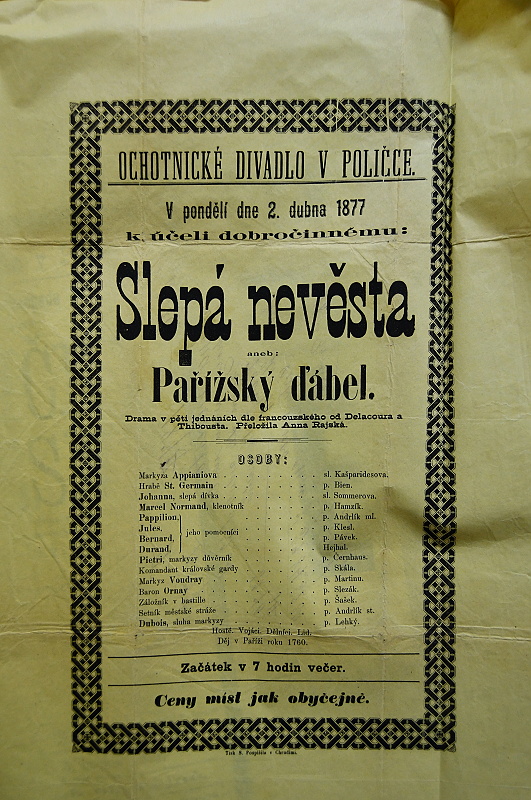 OCHOTNICKÉ DIVADLO V POLIČCE.
V pondělí dne 2. dubna 1877
k účeli dobročinnému:
Slepá nevěsta
aneb:
Pařížský ďábel.
Drama v pěti jednáních dle francouzského od Delacoura a
Thibousta. Přeložila Anna Rajská.
OSOBY:
Markyza Appianiova . . . . . . . . . sl. Kašparidesova.
Hrabě St. Germain . . . . . . . . . p. Bien.
Johanna, slepá dívka . . . . . . . . . sl. Sommerova.
Marcel Normand, klenotník . . . . . . . . p. Hamzík.
Pappilion, p. Andrlík ml.
Jules, p. Klesl.
jeho pomocníci
Bernard, p. Pávek.
Durand, Hejhal.
Pietri, markyzy důvěrník . . . . . . . . p. Černhaus.
Komandant královské gardy . . . . . . . p. Skála.
Markyz Vondray . . . . . . . . . p. Martinu.
Baron Ornay . . . . . . . . . p. Slezák.
Žáložník v bastille . . . . . . . . . p. Šašek.
Setník městské stráže . . . . . . . . p. Andrlík st.
Dubois, sluha markyzy . . . . . . . . p. Lehký.
Hosté. Vojáci. Dělníci. Lid.
Děj v Paříži roku 1760.
Začátek v 7 hodin večer.
Ceny míst jak obyčejně.
Tisk S. Pospíšila v Chrudimi.